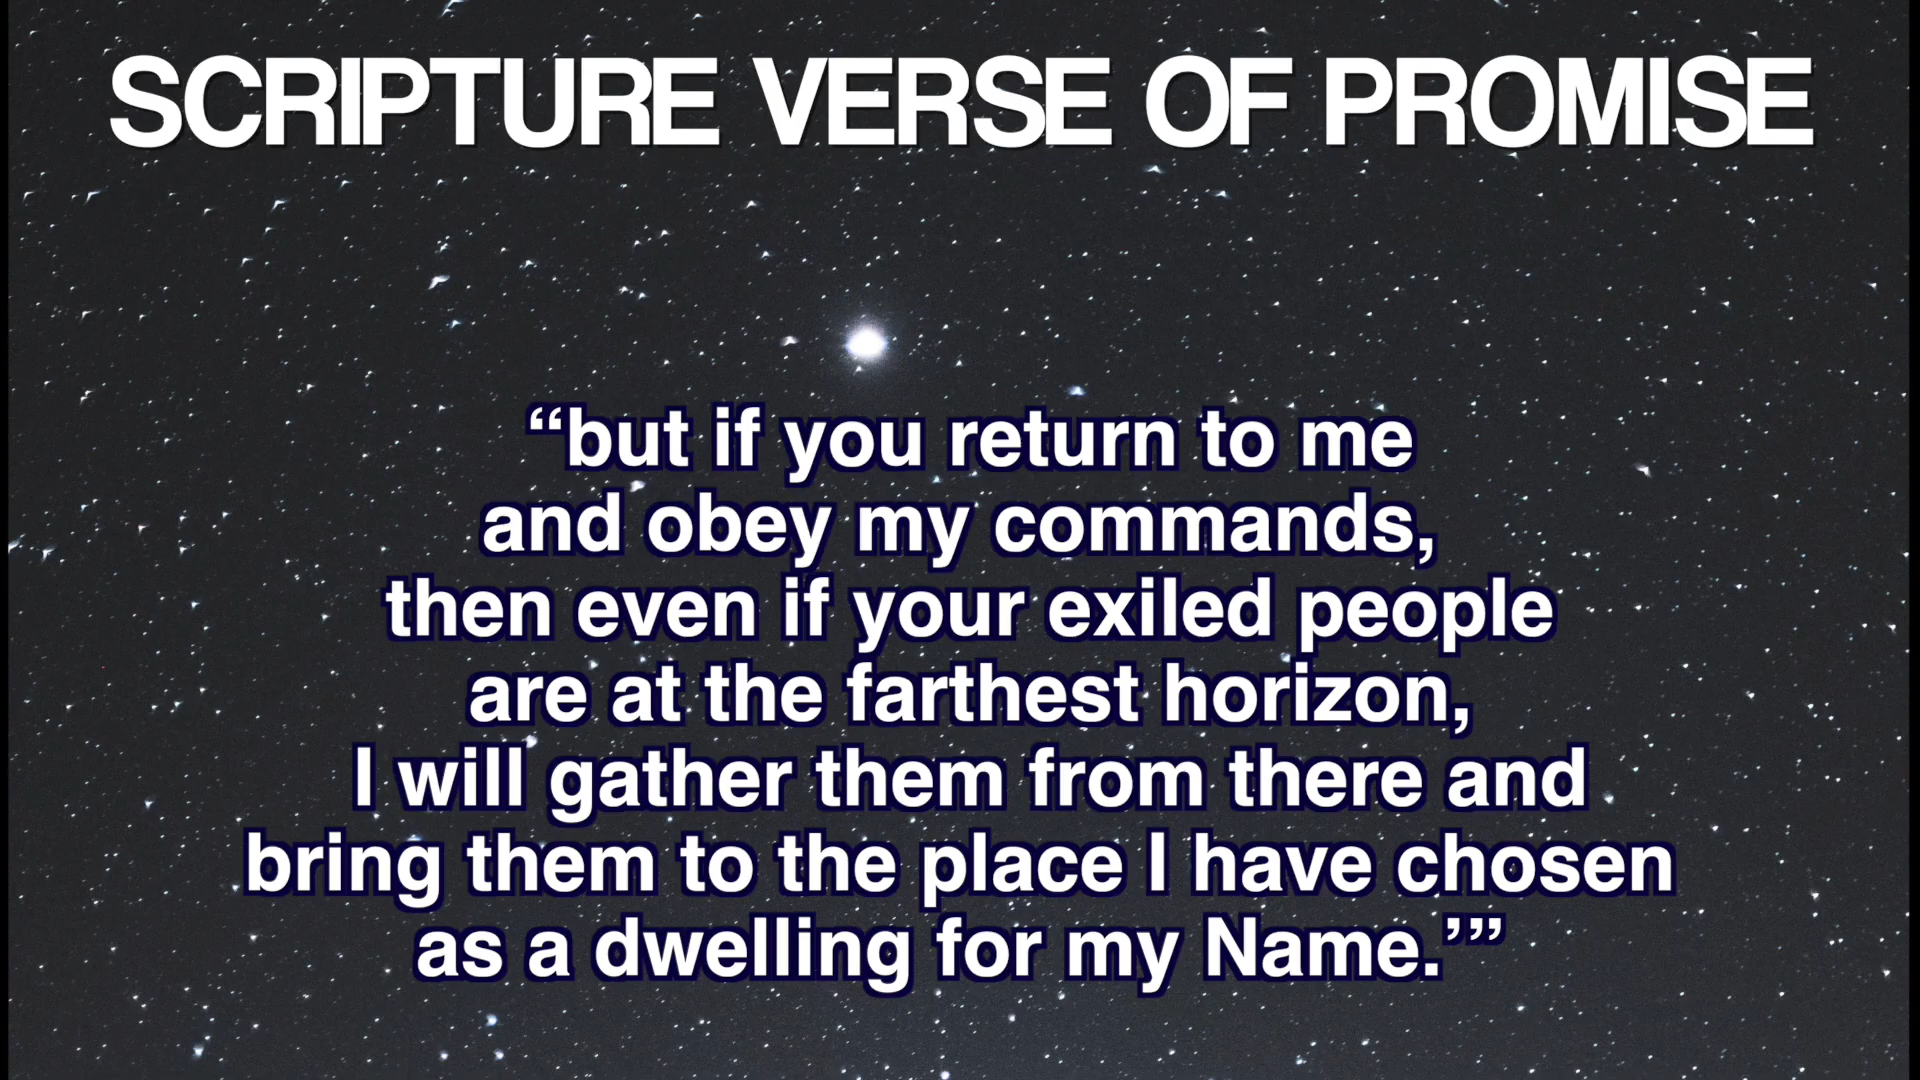 SCRIPTURE VERSE OF PROMISE
“but if you return to me
and obey my commands,
then even if your exiled people
are at the farthest horizon,
I will gather them from there and
bring them to the place I have chosen
as a dwelling for my Name.’”